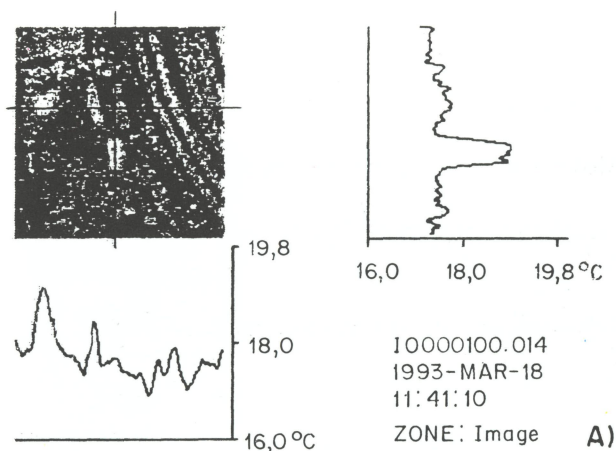 19,8
18,0
16,0 °C
16,0 18,0 19,8 °C
I0000100.014
1993-MAR-18
11:41:10
ZONE: Image
A)